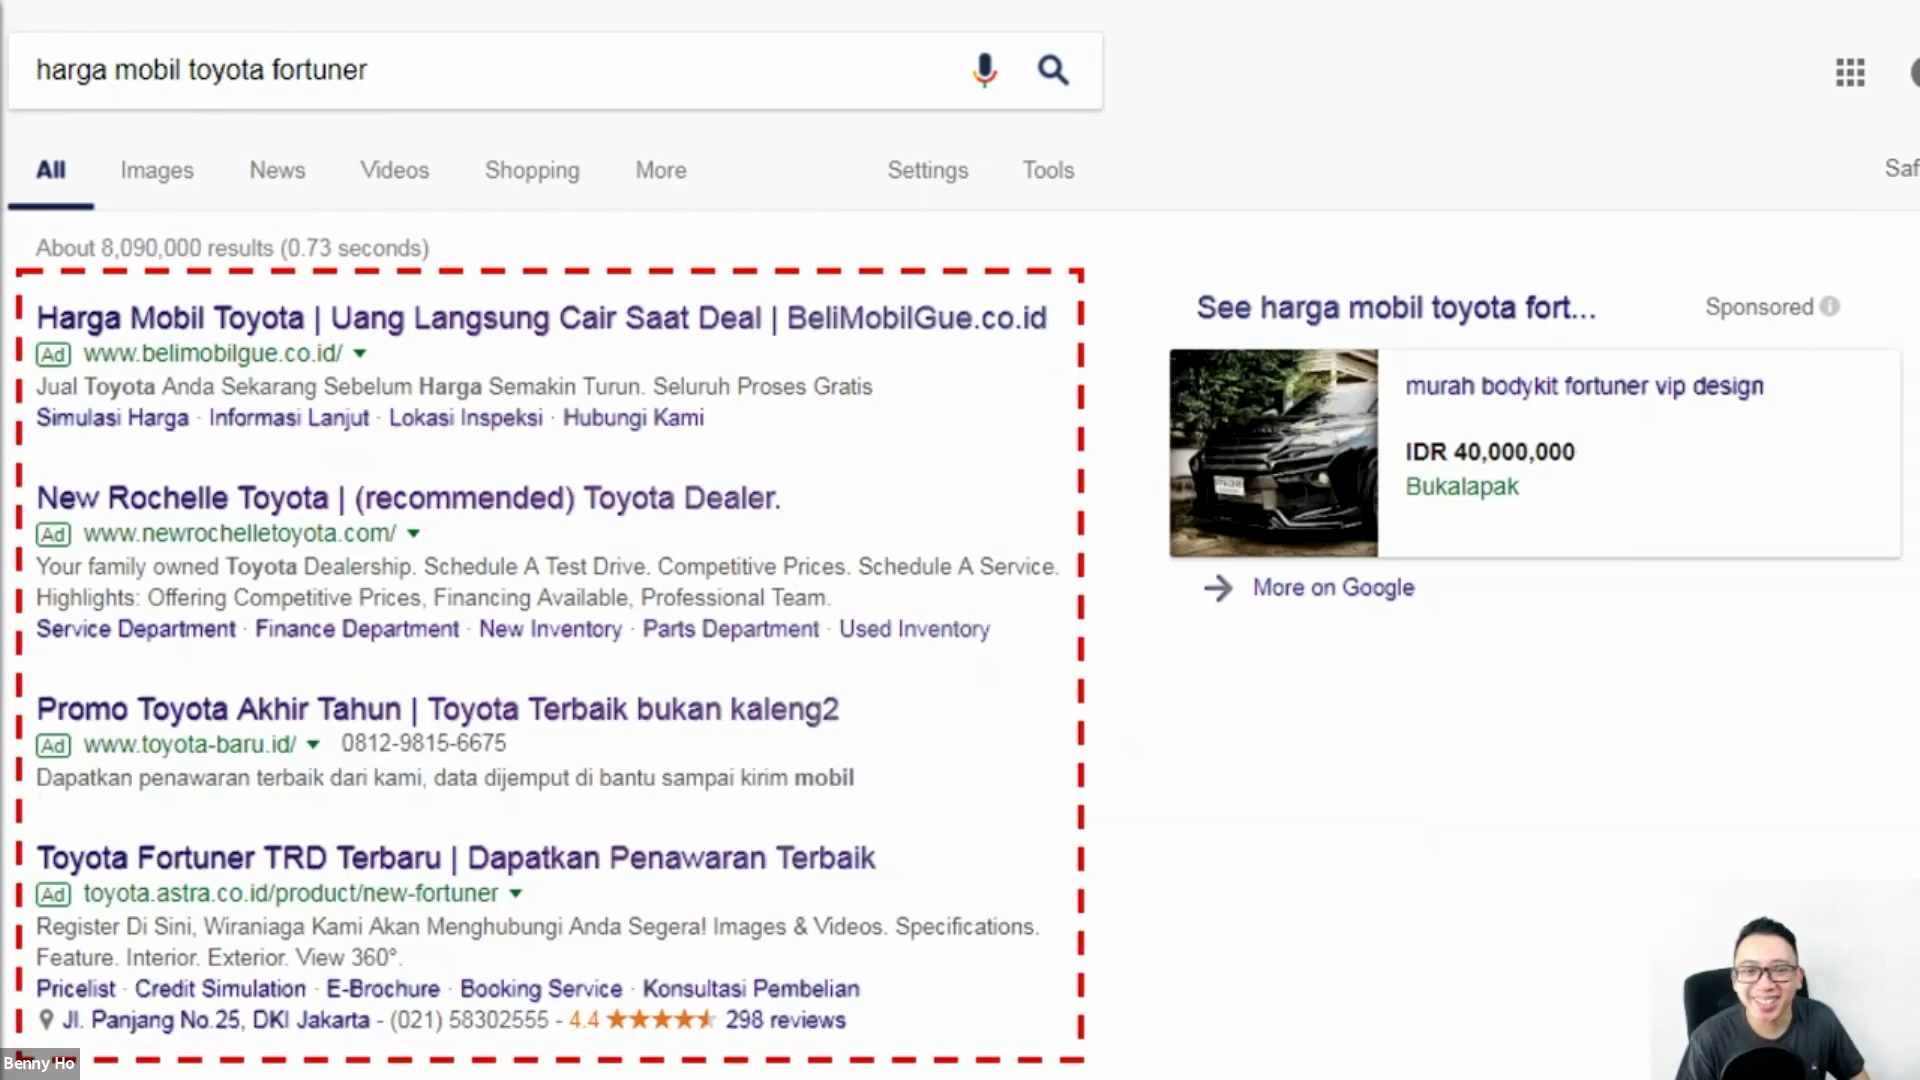 harga mobil toyota fortuner
All Images News Videos Shopping More Settings Tools
About 8,090,000 results (0.73 seconds)
Harga Mobil Toyota | Uang Langsung Cair Saat Deal | BeliMobilGue.co.id
Ad www.belimobilgue.co.id/
Jual Toyota Anda Sekarang Sebelum Harga Semakin Turun. Seluruh Proses Gratis
Simulasi Harga · Informasi Lanjut · Lokasi Inspeksi · Hubungi Kami
New Rochelle Toyota | (recommended) Toyota Dealer.
Ad www.newrochelletoyota.com/
Your family owned Toyota Dealership. Schedule A Test Drive. Competitive Prices. Schedule A Service.
Highlights: Offering Competitive Prices, Financing Available, Professional Team.
Service Department · Finance Department · New Inventory · Parts Department · Used Inventory
Promo Toyota Akhir Tahun | Toyota Terbaik bukan kaleng2
Ad www.toyota-baru.id/ 0812-9815-6675
Dapatkan penawaran terbaik dari kami, data dijemput di bantu sampai kirim mobil
Toyota Fortuner TRD Terbaru | Dapatkan Penawaran Terbaik
Ad toyota.astra.co.id/product/new-fortuner
Register Di Sini, Wiraniaga Kami Akan Menghubungi Anda Segera! Images & Videos. Specifications.
Feature. Interior. Exterior. View 360°.
Pricelist · Credit Simulation · E-Brochure · Booking Service · Konsultasi Pembelian
Jl. Panjang No.25, DKI Jakarta - (021) 58302555 - 4.4 ★★★★★ 298 reviews
See harga mobil toyota fort... Sponsored
murah bodykit fortuner vip design
IDR 40,000,000
Bukalapak
More on Google
Benny Ho